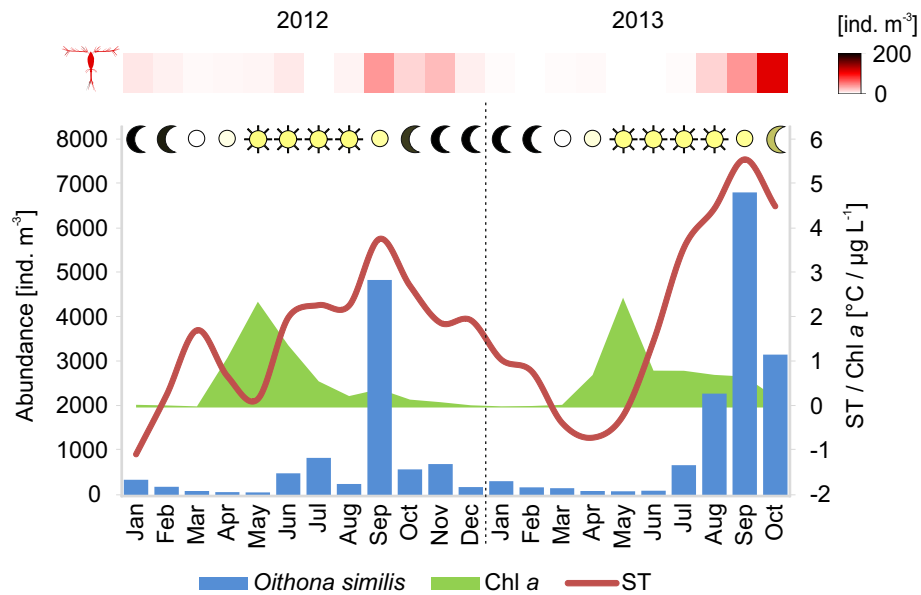 2012 2013 [ind. m-3]
200
0
8000 6
7000 5
6000 4
5000 3
4000 2
3000 1
2000 0
1000 -1
0 -2
Abundance [ind. m-3]
ST / Chl a [°C / µg L-1]
Jan Feb Mar Apr May Jun Jul Aug Sep Oct Nov Dec Jan Feb Mar Apr May Jun Jul Aug Sep Oct
Oithona similis Chl a ST